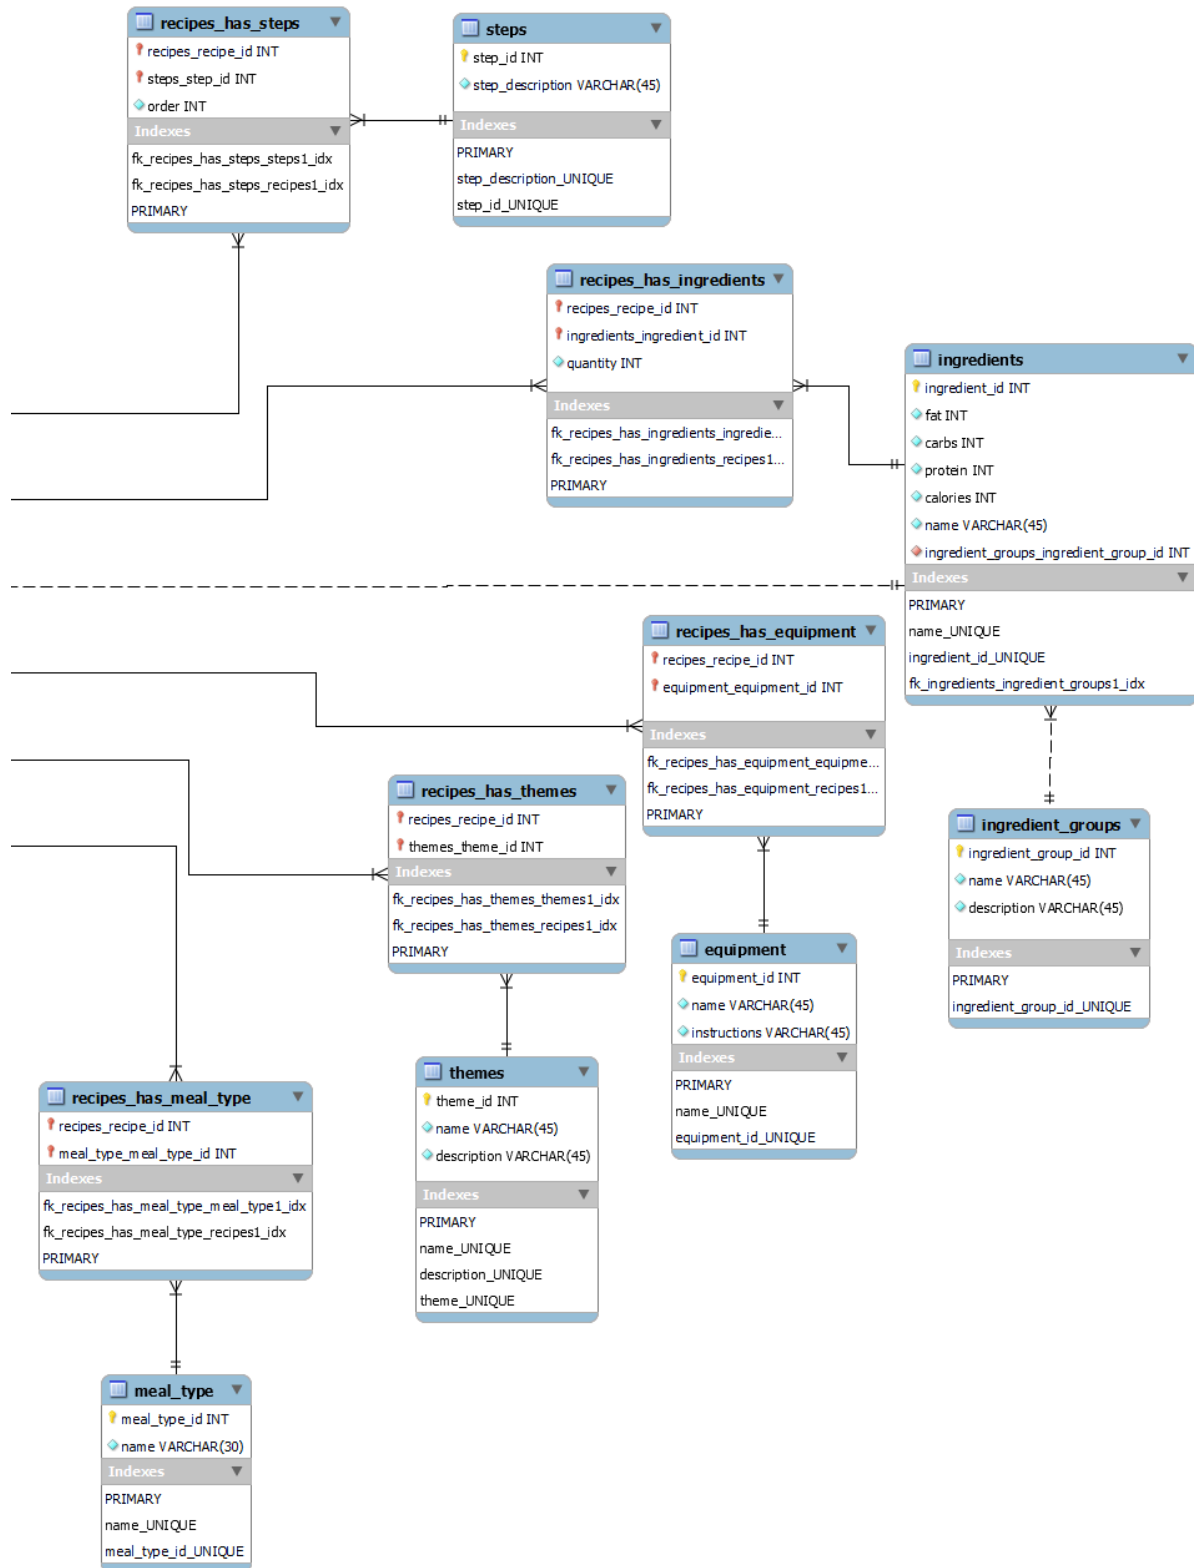 recipes_has_steps
recipes_recipe_id INT
steps_step_id INT
order INT
Indexes
fk_recipes_has_steps_steps1_idx
fk_recipes_has_steps_recipes1_idx
PRIMARY
steps
step_id INT
step_description VARCHAR(45)
Indexes
PRIMARY
step_description_UNIQUE
step_id_UNIQUE
recipes_has_ingredients
recipes_recipe_id INT
ingredients_ingredient_id INT
quantity INT
Indexes
fk_recipes_has_ingredients_ingredie...
fk_recipes_has_ingredients_recipes1...
PRIMARY
ingredients
ingredient_id INT
fat INT
carbs INT
protein INT
calories INT
name VARCHAR(45)
ingredient_groups_ingredient_group_id INT
Indexes
PRIMARY
name_UNIQUE
ingredient_id_UNIQUE
fk_ingredients_ingredient_groups1_idx
recipes_has_equipment
recipes_recipe_id INT
equipment_equipment_id INT
Indexes
fk_recipes_has_equipment_equipme...
fk_recipes_has_equipment_recipes1...
PRIMARY
recipes_has_themes
recipes_recipe_id INT
themes_theme_id INT
Indexes
fk_recipes_has_themes_themes1_idx
fk_recipes_has_themes_recipes1_idx
PRIMARY
ingredient_groups
ingredient_group_id INT
name VARCHAR(45)
description VARCHAR(45)
Indexes
PRIMARY
ingredient_group_id_UNIQUE
equipment
equipment_id INT
name VARCHAR(45)
instructions VARCHAR(45)
Indexes
PRIMARY
name_UNIQUE
equipment_id_UNIQUE
themes
theme_id INT
name VARCHAR(45)
description VARCHAR(45)
Indexes
PRIMARY
name_UNIQUE
description_UNIQUE
theme_UNIQUE
recipes_has_meal_type
recipes_recipe_id INT
meal_type_meal_type_id INT
Indexes
fk_recipes_has_meal_type_meal_type1_idx
fk_recipes_has_meal_type_recipes1_idx
PRIMARY
meal_type
meal_type_id INT
name VARCHAR(30)
Indexes
PRIMARY
name_UNIQUE
meal_type_id_UNIQUE